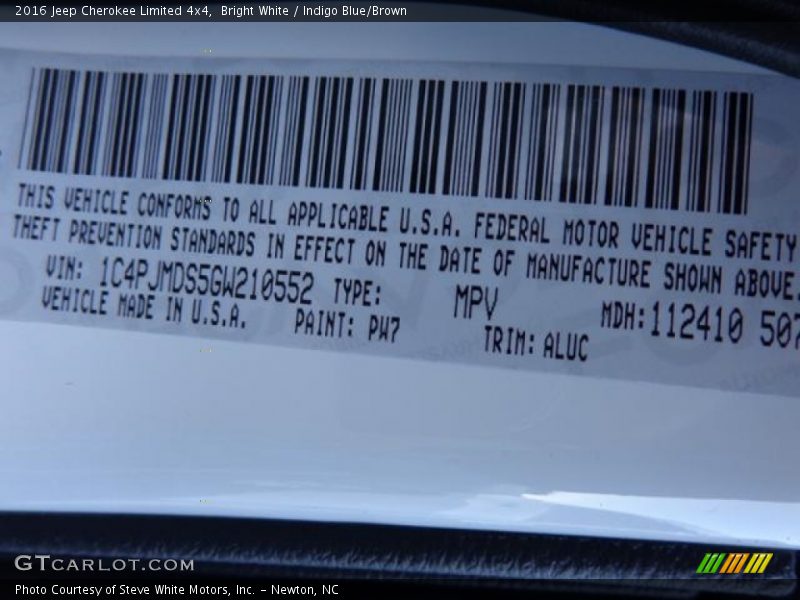 2016 Jeep Cherokee Limited 4x4,  Bright White / Indigo Blue/Brown
THIS VEHICLE CONFORMS TO ALL APPLICABLE U.S.A. FEDERAL MOTOR VEHICLE SAFETY
THEFT PREVENTION STANDARDS IN EFFECT ON THE DATE OF MANUFACTURE SHOWN ABOVE.
VIN: 1C4PJMDS5GW210552 TYPE: MPV MDH: 112410 507
VEHICLE MADE IN U.S.A. PAINT: PW7 TRIM: ALUC
GTCARLOT.COM
Photo Courtesy of Steve White Motors, Inc. – Newton, NC